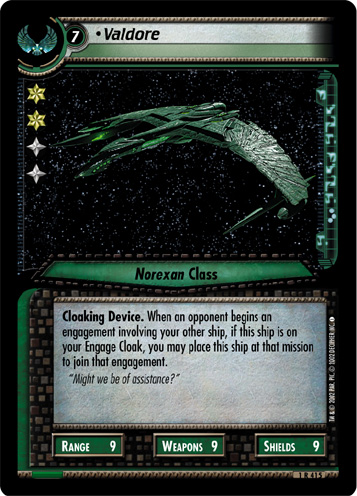 7 •Valdore
Norexan Class
Cloaking Device. When an opponent begins an
engagement involving your other ship, if this ship is
on your Engage Cloak, you may place this ship at that mission
to join that engagement.
"Might we be of assistance?"
RANGE 9 WEAPONS 9 SHIELDS 9
1 R 415